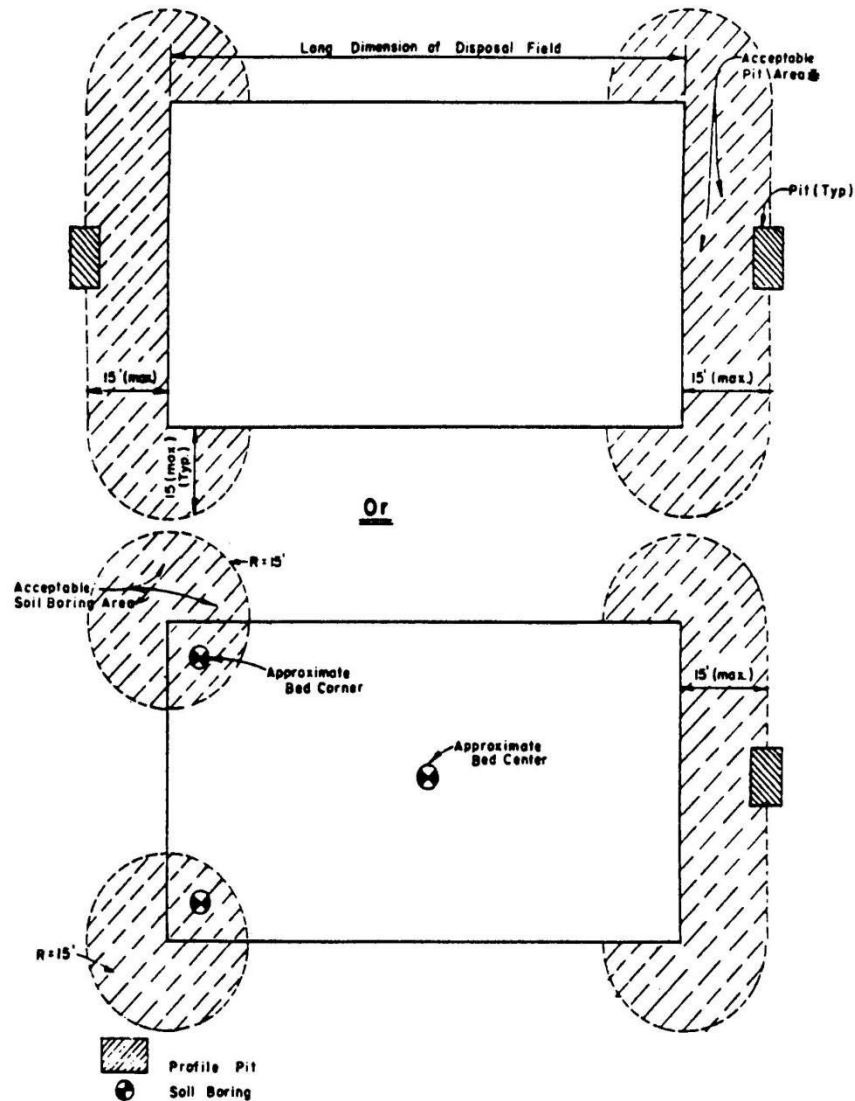 Long Dimension of Disposal Field
Acceptable
Pit Area*
Pit (Typ)
15' (max.)
15' (max.)
15' (max.)
(Typ.)
Or
R = 15'
Acceptable
Soil Boring Area
Approximate
Bed Corner
15' (max.)
Approximate
Bed Center
R = 15'
Profile Pit
Soil Boring